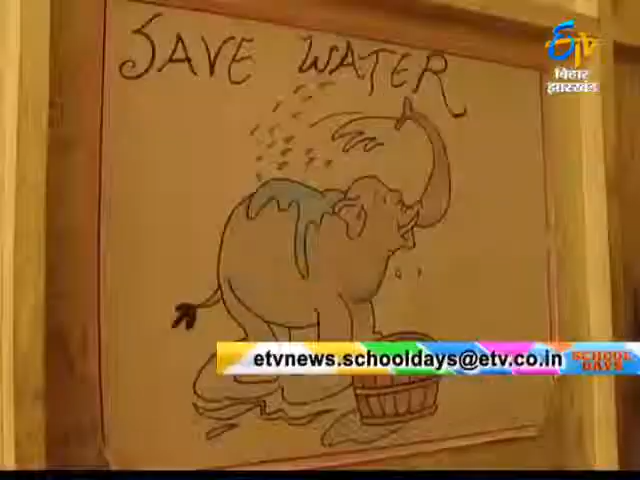 SAVE WATER
ETV
बिहार
झारखंड
etvnews.schooldays@etv.co.in
SCHOOL
DAYS